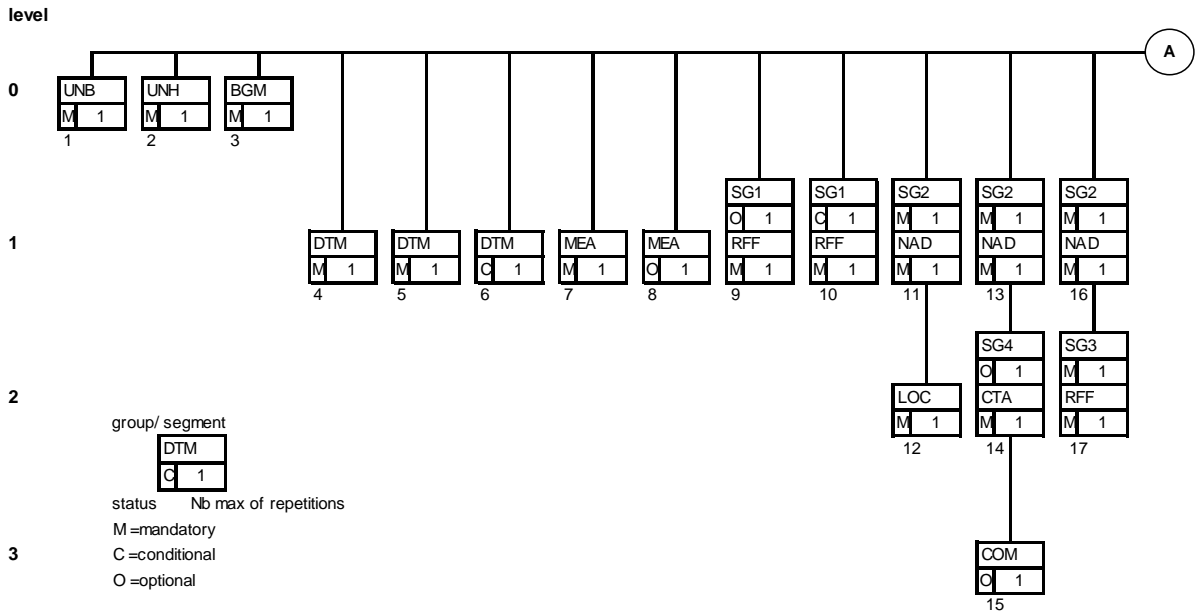 level
A
0
UNB UNH BGM
M 1 M 1 M 1
1 2 3
SG1 SG1 SG2 SG2 SG2
O 1 C 1 M 1 M 1 M 1
1
DTM DTM DTM MEA MEA RFF RFF NAD NAD NAD
M 1 M 1 C 1 M 1 O 1 M 1 M 1 M 1 M 1 M 1
4 5 6 7 8 9 10 11 13 16
SG4 SG3
O 1 M 1
2
LOC CTA RFF
M 1 M 1 M 1
12 14 17
group/ segment
DTM
C 1
status Nb max of repetitions
M =mandatory
C =conditional
O =optional
3
COM
O 1
15